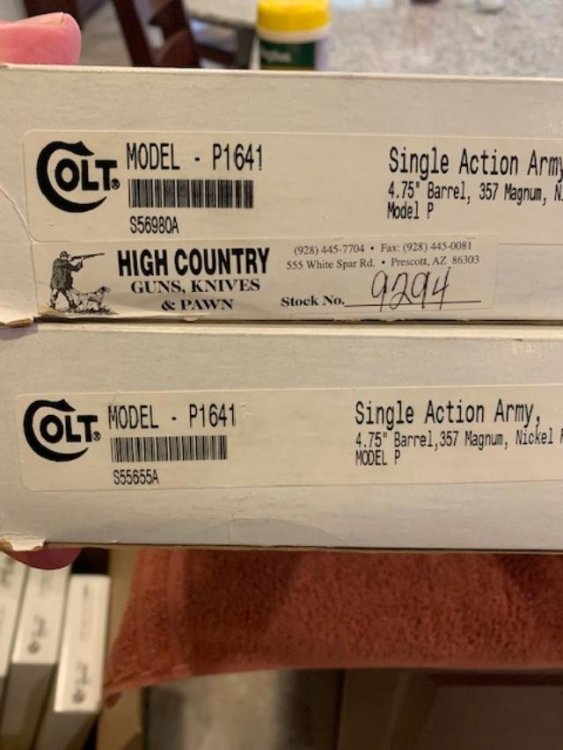 COLT®
MODEL - P1641
S56980A
Single Action Army
4.75" Barrel, 357 Magnum,
Model P
HIGH COUNTRY
GUNS, KNIVES
& PAWN
(928) 445-7704 • Fax: (928) 445-0081
555 White Spar Rd. • Prescott, AZ 86303
Stock No. 9294
COLT®
MODEL - P1641
S55655A
Single Action Army,
4.75" Barrel,357 Magnum, Nickel
MODEL P